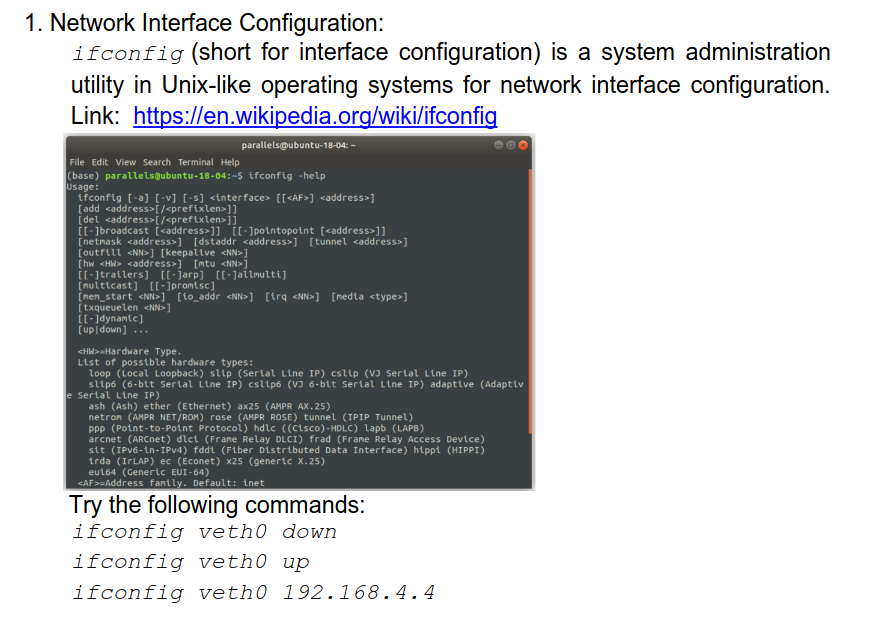 1. Network Interface Configuration:
ifconfig (short for interface configuration) is a system administration
utility in Unix-like operating systems for network interface configuration.
Link: https://en.wikipedia.org/wiki/ifconfig
parallels@ubuntu-18-04: ~
File Edit View Search Terminal Help
(base) parallels@ubuntu-18-04:~$ ifconfig -help
Usage:
ifconfig [-a] [-v] [-s] <interface> [[<AF>] <address>]
[add <address>[/<prefixlen>]]
[del <address>[/<prefixlen>]]
[[-]broadcast [<address>]] [[-]pointopoint [<address>]]
[netmask <address>] [dstaddr <address>] [tunnel <address>]
[outfill <NN>] [keepalive <NN>]
[hw <HW> <address>] [mtu <NN>]
[[-]trailers] [[-]arp] [[-]allmulti]
[multicast] [[-]promisc]
[mem_start <NN>] [io_addr <NN>] [irq <NN>] [media <type>]
[txqueuelen <NN>]
[[-]dynamic]
[up|down] ...
<HW>=Hardware Type.
List of possible hardware types:
loop (Local Loopback) slip (Serial Line IP) cslip (VJ Serial Line IP)
slip6 (6-bit Serial Line IP) cslip6 (VJ 6-bit Serial Line IP) adaptive (Adaptiv
e Serial Line IP)
ash (Ash) ether (Ethernet) ax25 (AMPR AX.25)
netrom (AMPR NET/ROM) rose (AMPR ROSE) tunnel (IPIP Tunnel)
ppp (Point-to-Point Protocol) hdlc ((Cisco)-HDLC) lapb (LAPB)
arcnet (ARCnet) dlci (Frame Relay DLCI) frad (Frame Relay Access Device)
sit (IPv6-in-IPv4) fddi (Fiber Distributed Data Interface) hippi (HIPPI)
irda (IrLAP) ec (Econet) x25 (generic X.25)
eui64 (Generic EUI-64)
<AF>=Address family. Default: inet
Try the following commands:
ifconfig veth0 down
ifconfig veth0 up
ifconfig veth0 192.168.4.4